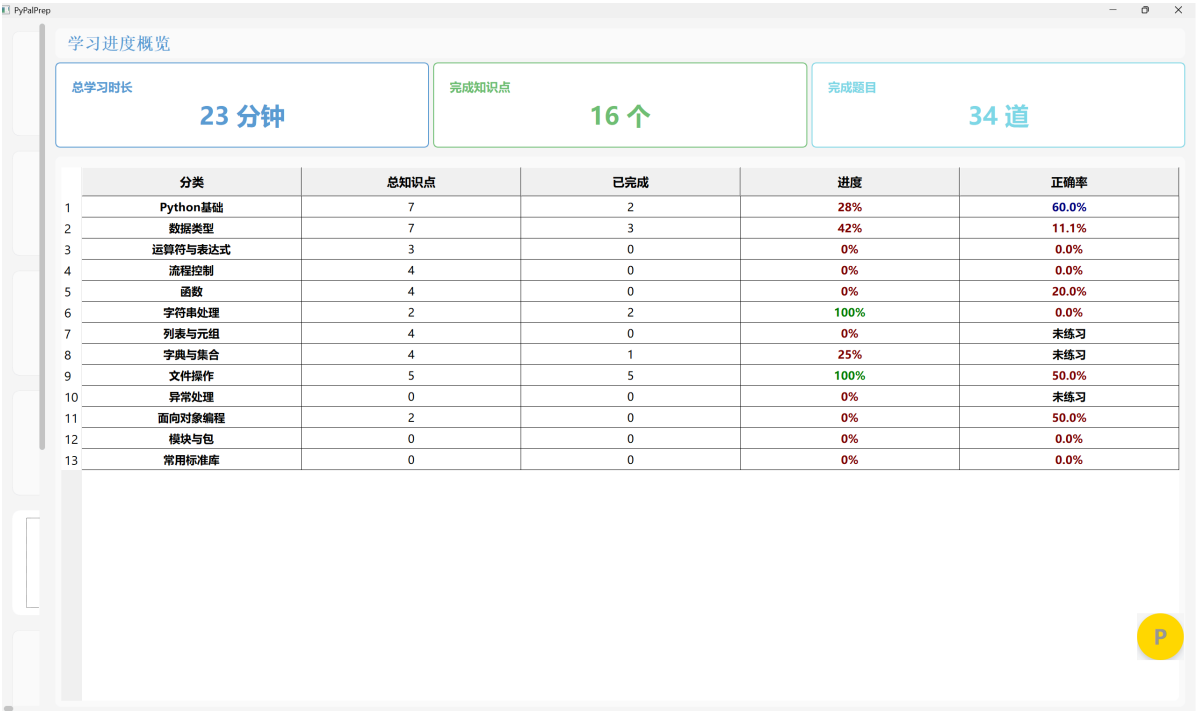 PyPalPrep
学习进度概览
总学习时长 完成知识点 完成题目
23 分钟 16 个 34 道
分类 总知识点 已完成 进度 正确率
1 Python基础 7 2 28% 60.0%
2 数据类型 7 3 42% 11.1%
3 运算符与表达式 3 0 0% 0.0%
4 流程控制 4 0 0% 0.0%
5 函数 4 0 0% 20.0%
6 字符串处理 2 2 100% 0.0%
7 列表与元组 4 0 0% 未练习
8 字典与集合 4 1 25% 未练习
9 文件操作 5 5 100% 50.0%
10 异常处理 0 0 0% 未练习
11 面向对象编程 2 0 0% 50.0%
12 模块与包 0 0 0% 0.0%
13 常用标准库 0 0 0% 0.0%
P